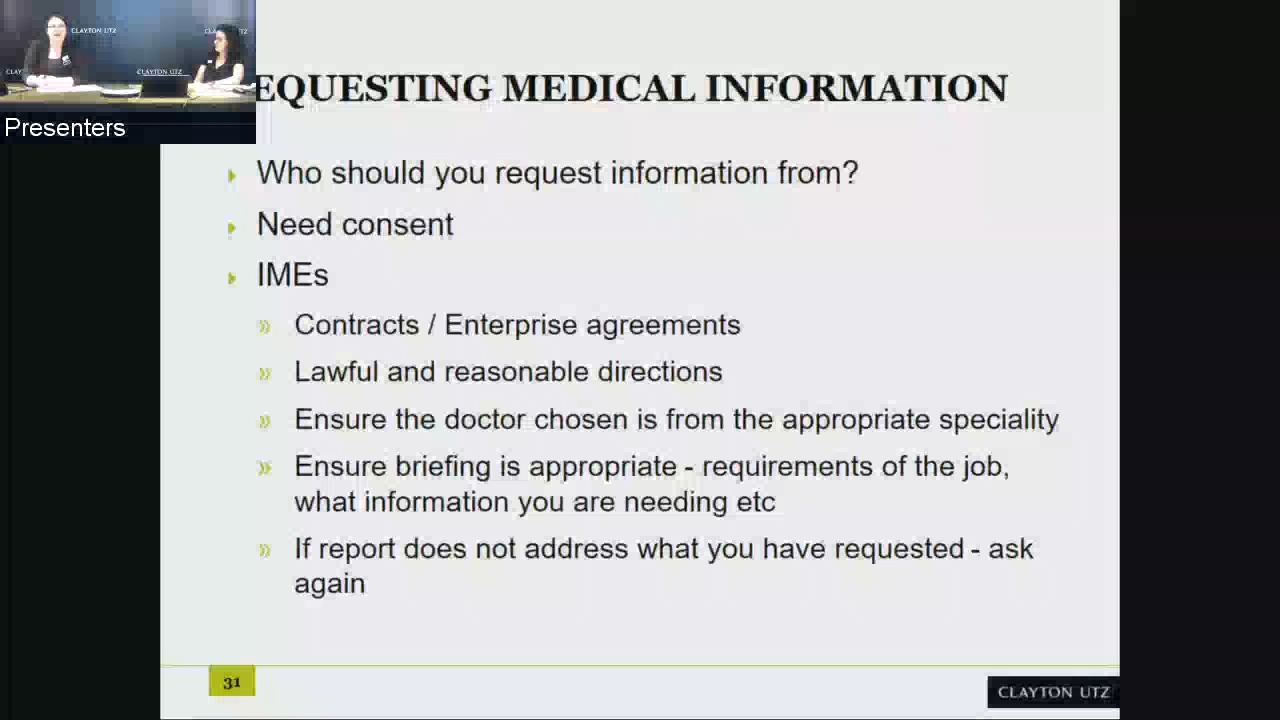 CLAYTON UTZ
CLAYTON UTZ
Presenters
EQUESTING MEDICAL INFORMATION
Who should you request information from?
Need consent
IMEs
Contracts / Enterprise agreements
Lawful and reasonable directions
Ensure the doctor chosen is from the appropriate speciality
Ensure briefing is appropriate - requirements of the job,
what information you are needing etc
If report does not address what you have requested - ask
again
31
CLAYTON UTZ